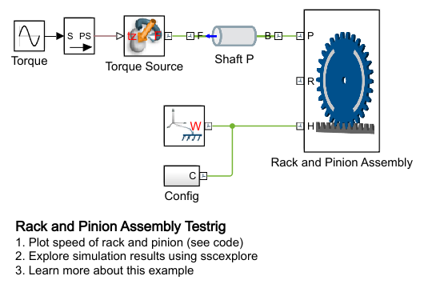 S PS
tz
F
B
P
Torque
Torque Source
Shaft P
R
W
H
Rack and Pinion Assembly
C
Config
Rack and Pinion Assembly Testrig
1. Plot speed of rack and pinion (see code)
2. Explore simulation results using sscexplore
3. Learn more about this example